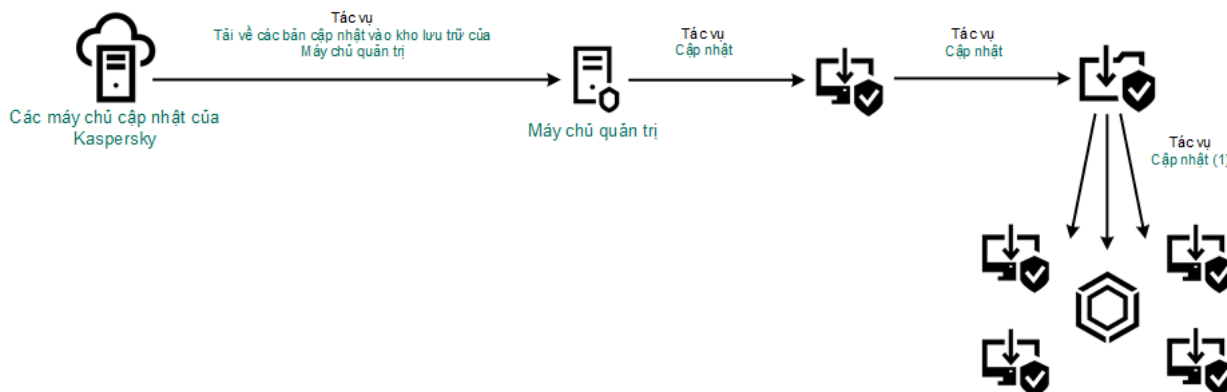 Tác vụ
Tải về các bản cập nhật vào kho lưu trữ của
Máy chủ quản trị
Tác vụ
Cập nhật
Tác vụ
Cập nhật
Các máy chủ cập nhật của
Kaspersky
Máy chủ quản trị
Tác vụ
Cập nhật (1)